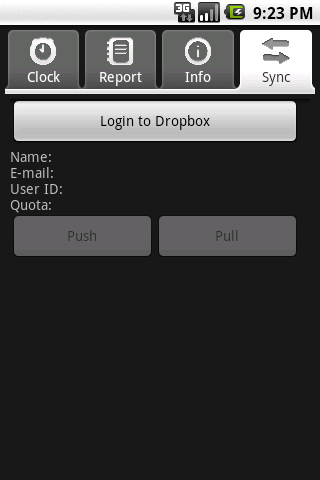 3G 9:23 PM
Clock Report Info Sync
Login to Dropbox
Name:
E-mail:
User ID:
Quota:
Push Pull